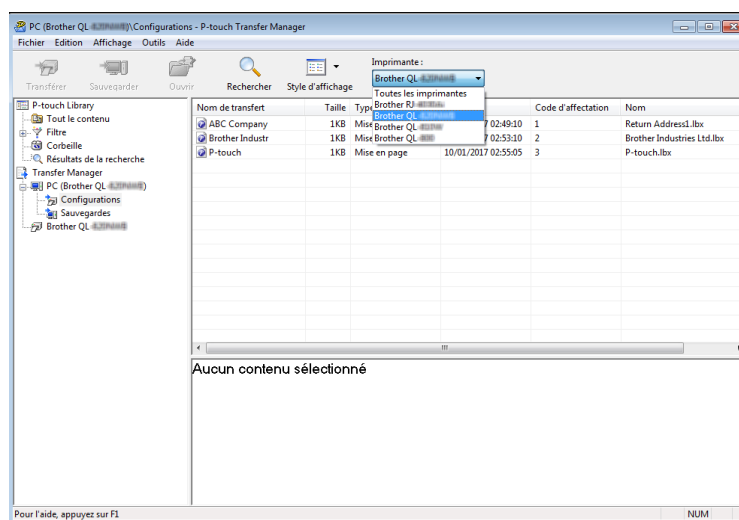 PC (Brother QL-)\Configurations - P-touch Transfer Manager
Fichier Edition Affichage Outils Aide
Transférer Sauvegarder Ouvrir Rechercher Style d'affichage
Imprimante :
Brother QL-
Toutes les imprimantes
Brother RJ-
Brother QL-
Brother QL-
Brother QL-
P-touch Library
Tout le contenu
Filtre
Corbeille
Résultats de la recherche
Transfer Manager
PC (Brother QL-)
Configurations
Sauvegardes
Brother QL-
Nom de transfert Taille Code d'affectation Nom
ABC Company 1KB 02:49:10 1 Return Address1.lbx
Brother Industr 1KB 02:53:10 2 Brother Industries Ltd.lbx
P-touch 1KB Mise en page 10/01/2017 02:55:05 3 P-touch.lbx
Aucun contenu sélectionné
Pour l'aide, appuyez sur F1
NUM